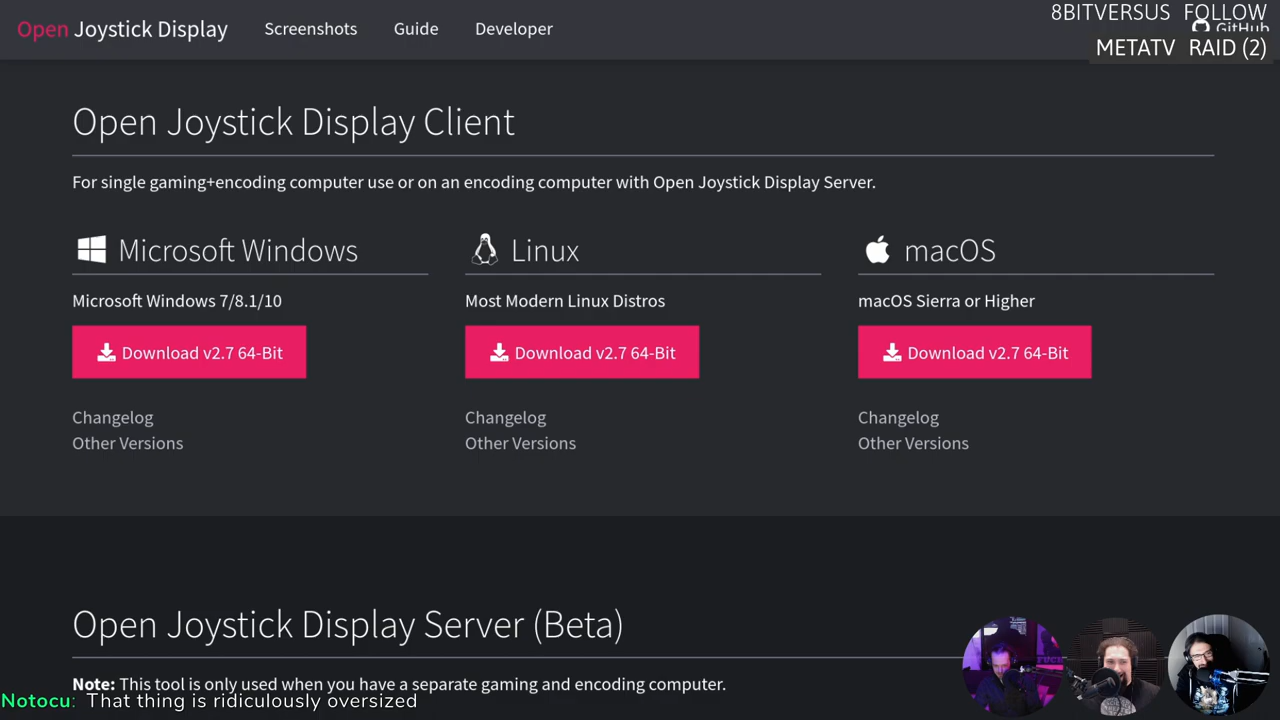 Open Joystick Display Screenshots Guide Developer GitHub
8BITVERSUS FOLLOW
METATV RAID (2)
Open Joystick Display Client
For single gaming+encoding computer use or on an encoding computer with Open Joystick Display Server.
Microsoft Windows Linux macOS
Microsoft Windows 7/8.1/10 Most Modern Linux Distros macOS Sierra or Higher
Download v2.7 64-Bit Download v2.7 64-Bit Download v2.7 64-Bit
Changelog Changelog Changelog
Other Versions Other Versions Other Versions
Open Joystick Display Server (Beta)
Note: This tool is only used when you have a separate gaming and encoding computer.
Notocu: That thing is ridiculously oversized